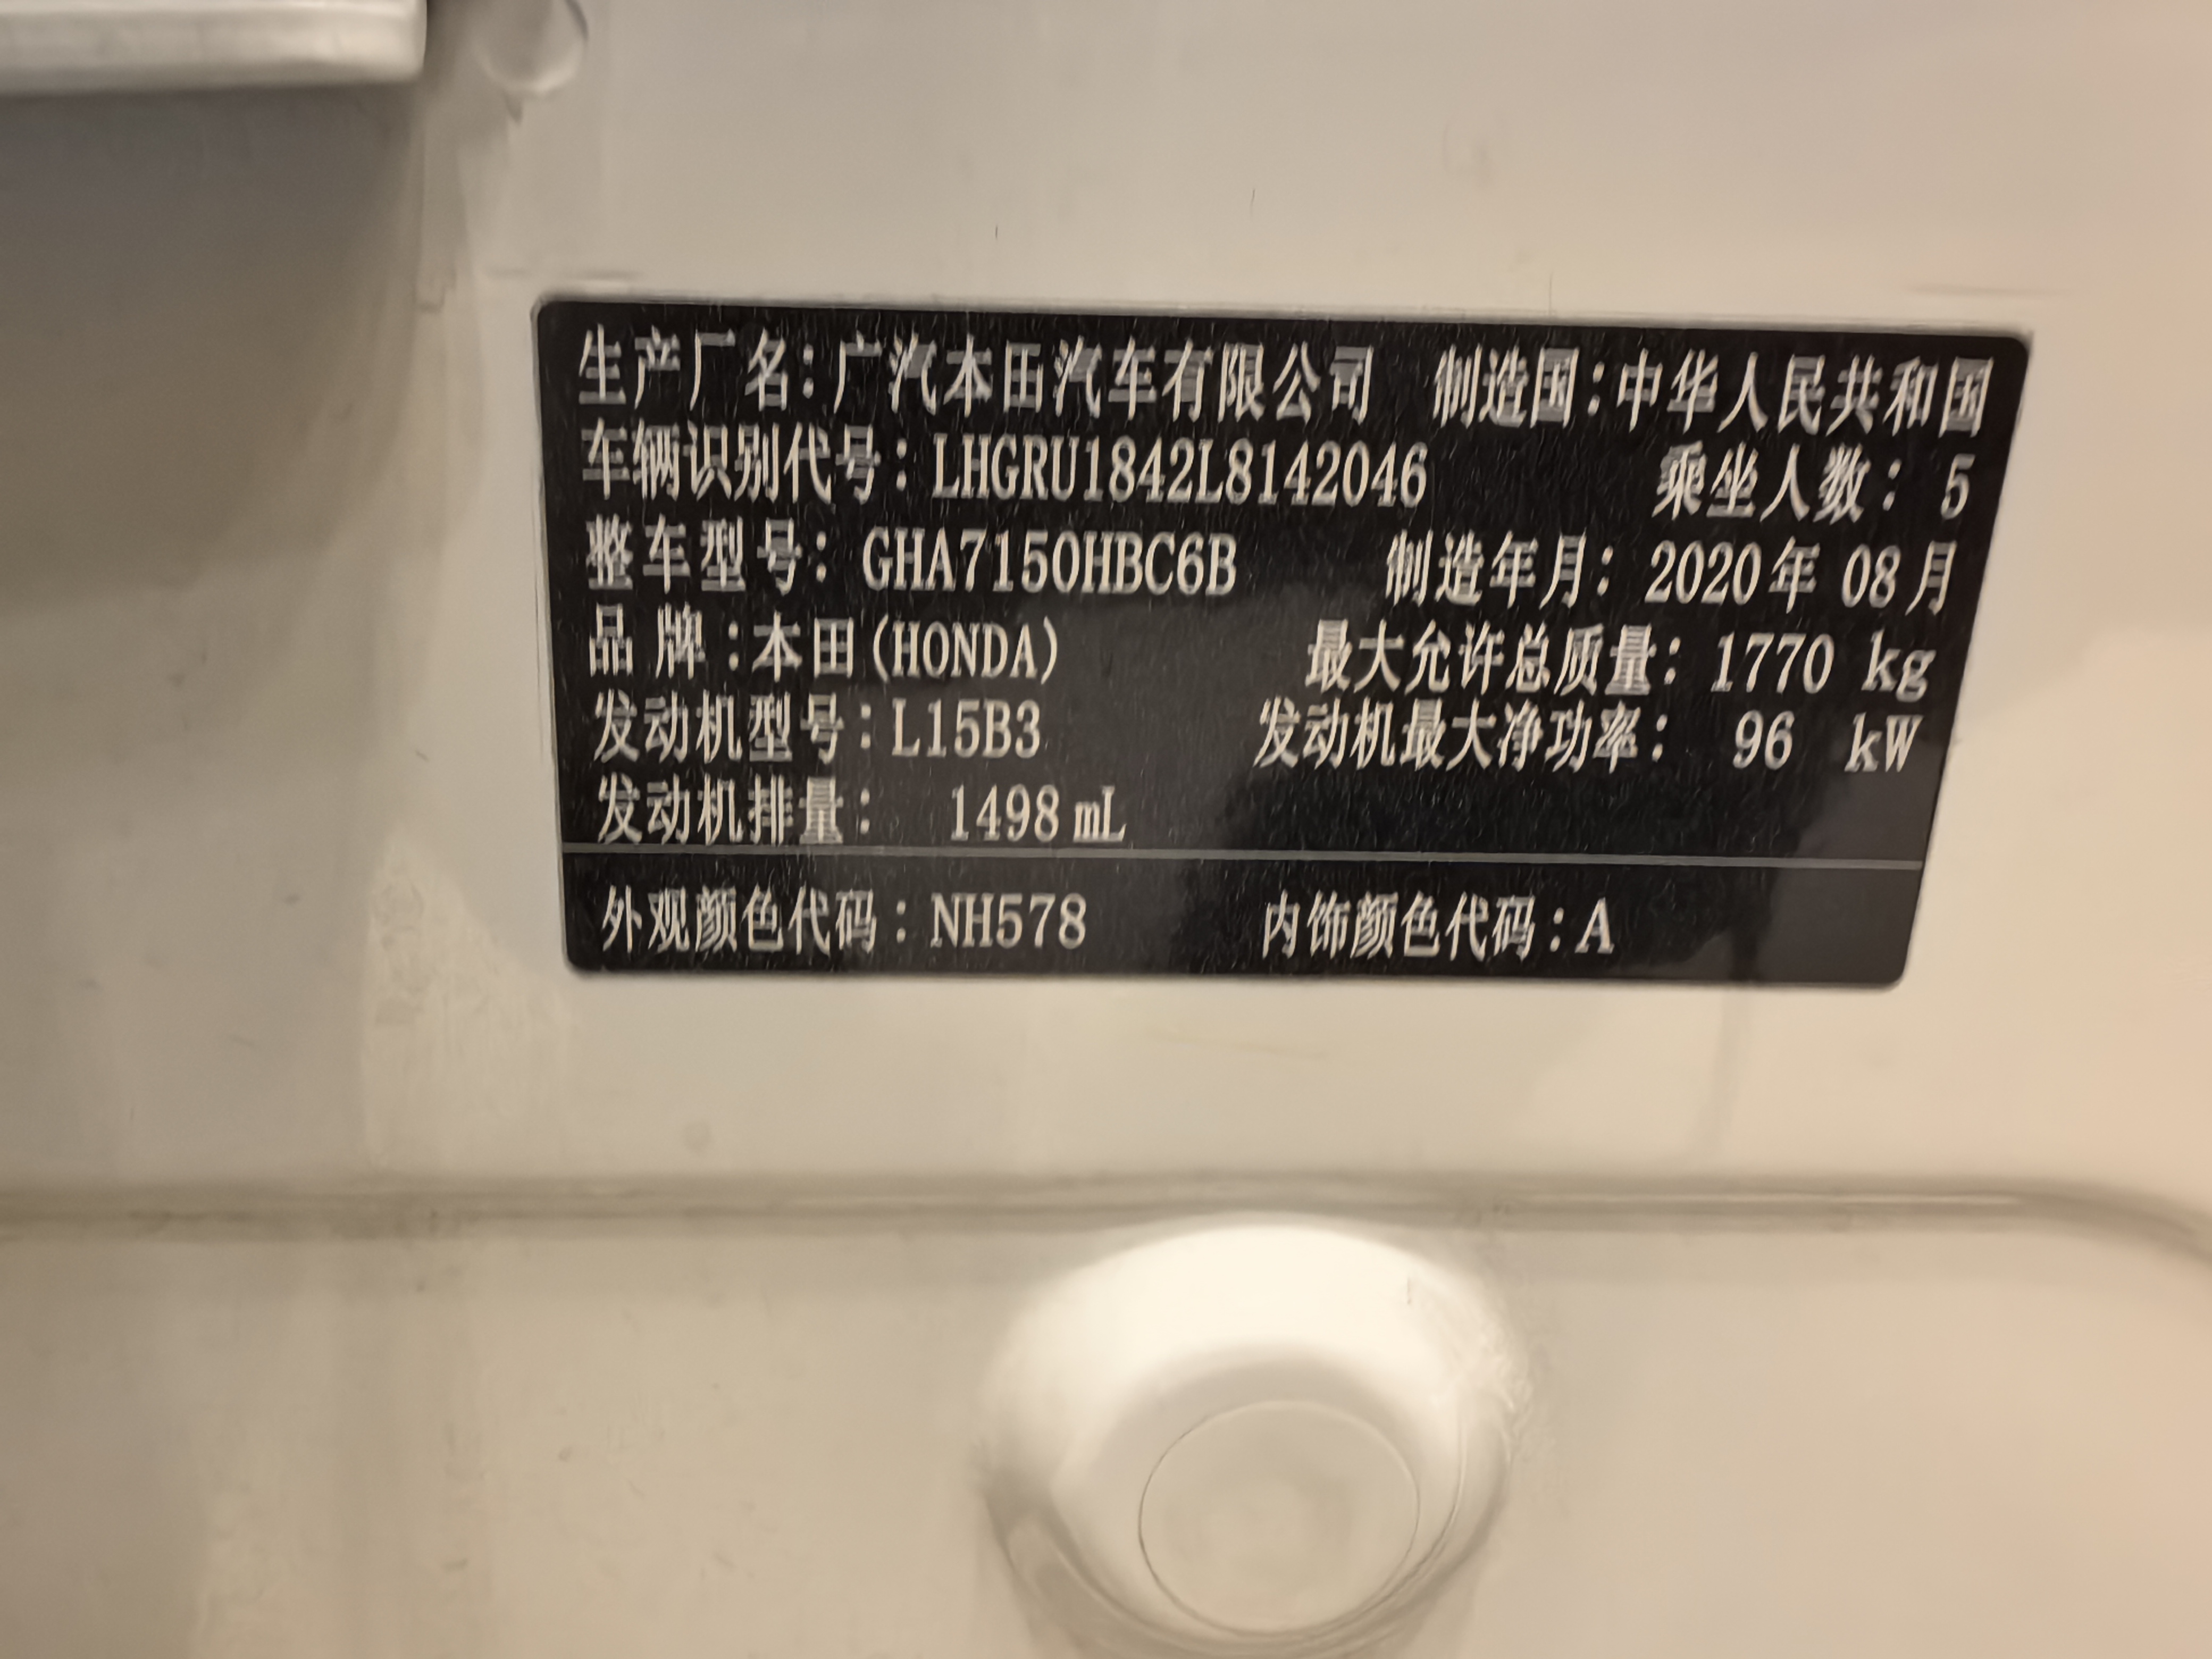 生产厂名：广汽本田汽车有限公司 制造国：中华人民共和国
车辆识别代号：LHGRU1842L8142046 乘坐人数：5
整车型号：GHA7150HBC6B 制造年月：2020年 08月
品 牌：本田(HONDA) 最大允许总质量：1770 kg
发动机型号：L15B3 发动机最大净功率：96 kW
发动机排量：1498 mL
外观颜色代码：NH578 内饰颜色代码：A